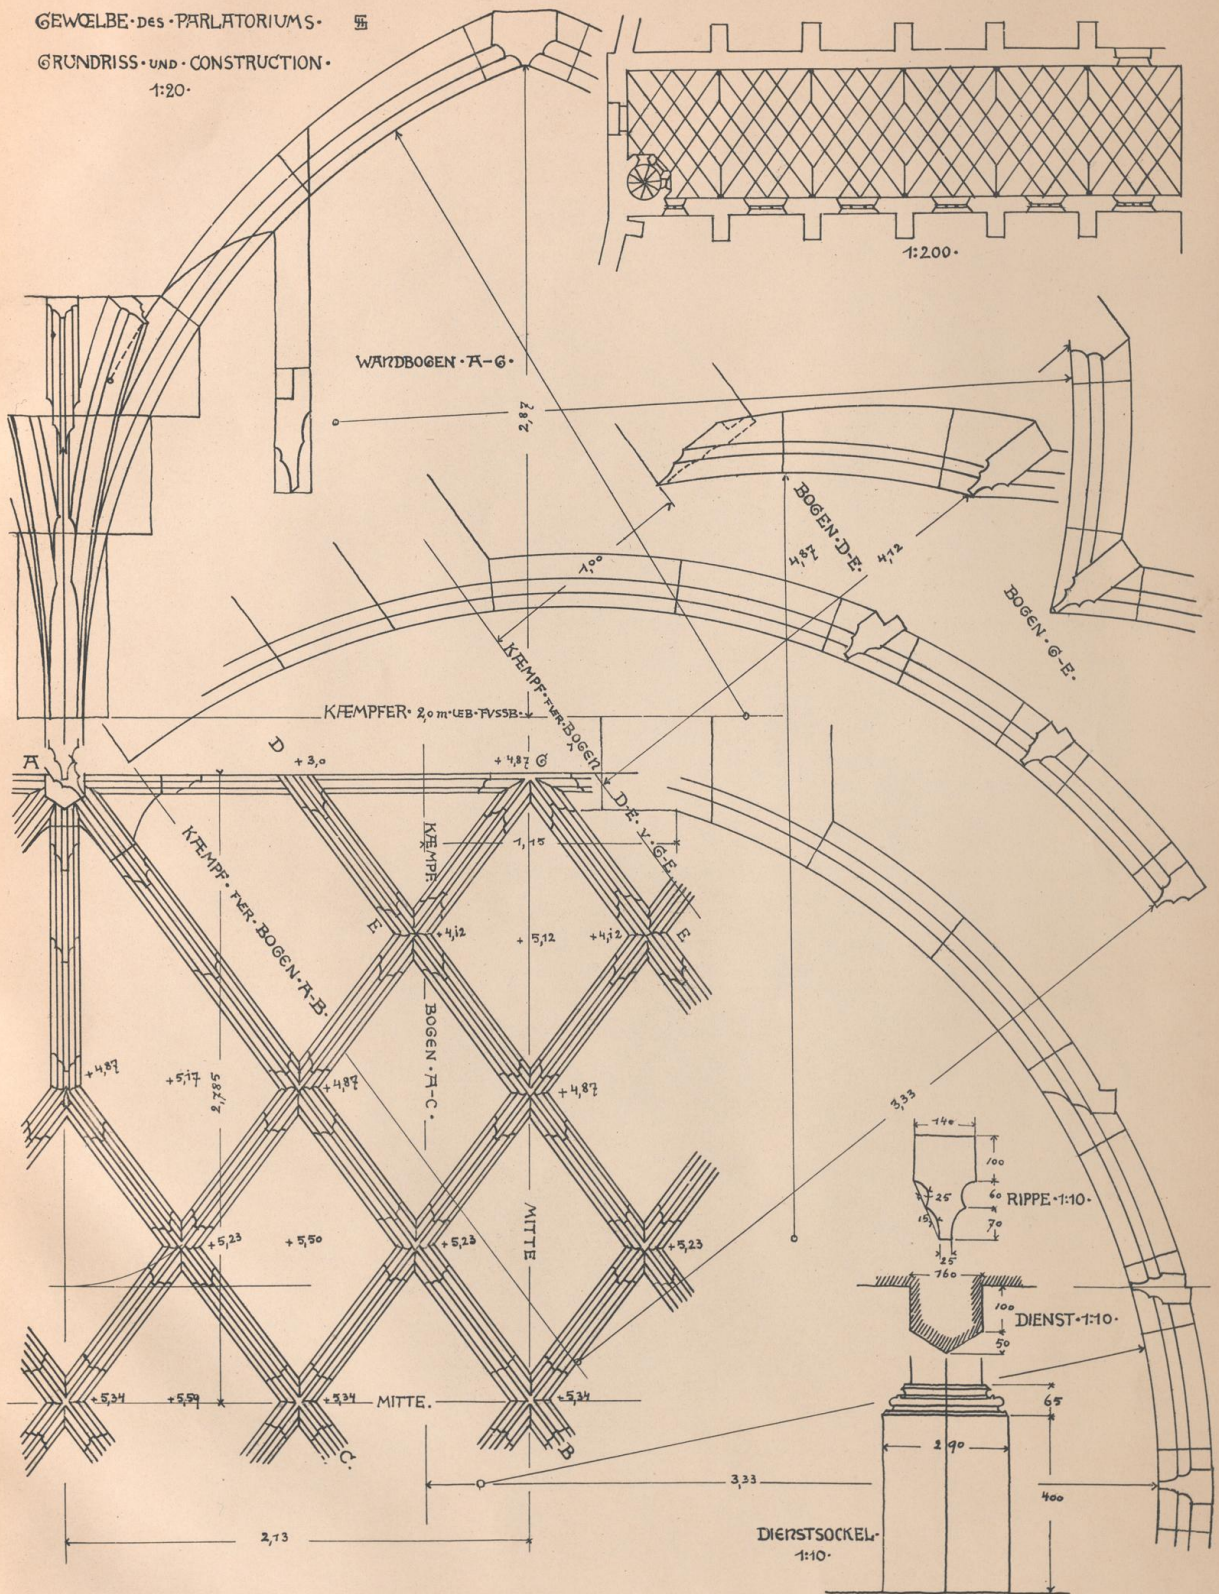 GEWŒLBE·DES·PARLATORIUMS·
GRUNDRISS·UND·CONSTRUCTION·
1:20·
1:200·
WANDBOGEN·A-G·
2,87
BOGEN·D-E·
4,87
4,12
1,00
BOGEN·G-E·
KÆMPF·FUER·BOGEN
D-E· V·G-E·
KÆMPFER· 2,0 m·UEB·FUSSB·
A
D
+3,0
+4,87 G
1,15
KÆMPF·FUER·BOGEN·A-B·
KÆMPF
BOGEN·A-C·
E
+4,12
+5,12
+4,12
E
+4,87
+5,17
2,785
+4,87
+4,87
3,33
140
100
25
60
RIPPE·1:10·
15
70
25
MITTE
+5,23
+5,50
+5,23
+5,23
160
100
DIENST·1:10·
50
65
+5,34
+5,59
+5,34
MITTE.
+5,34
C.
B
290
3,33
400
2,13
DIENSTSOCKEL·
1:10·